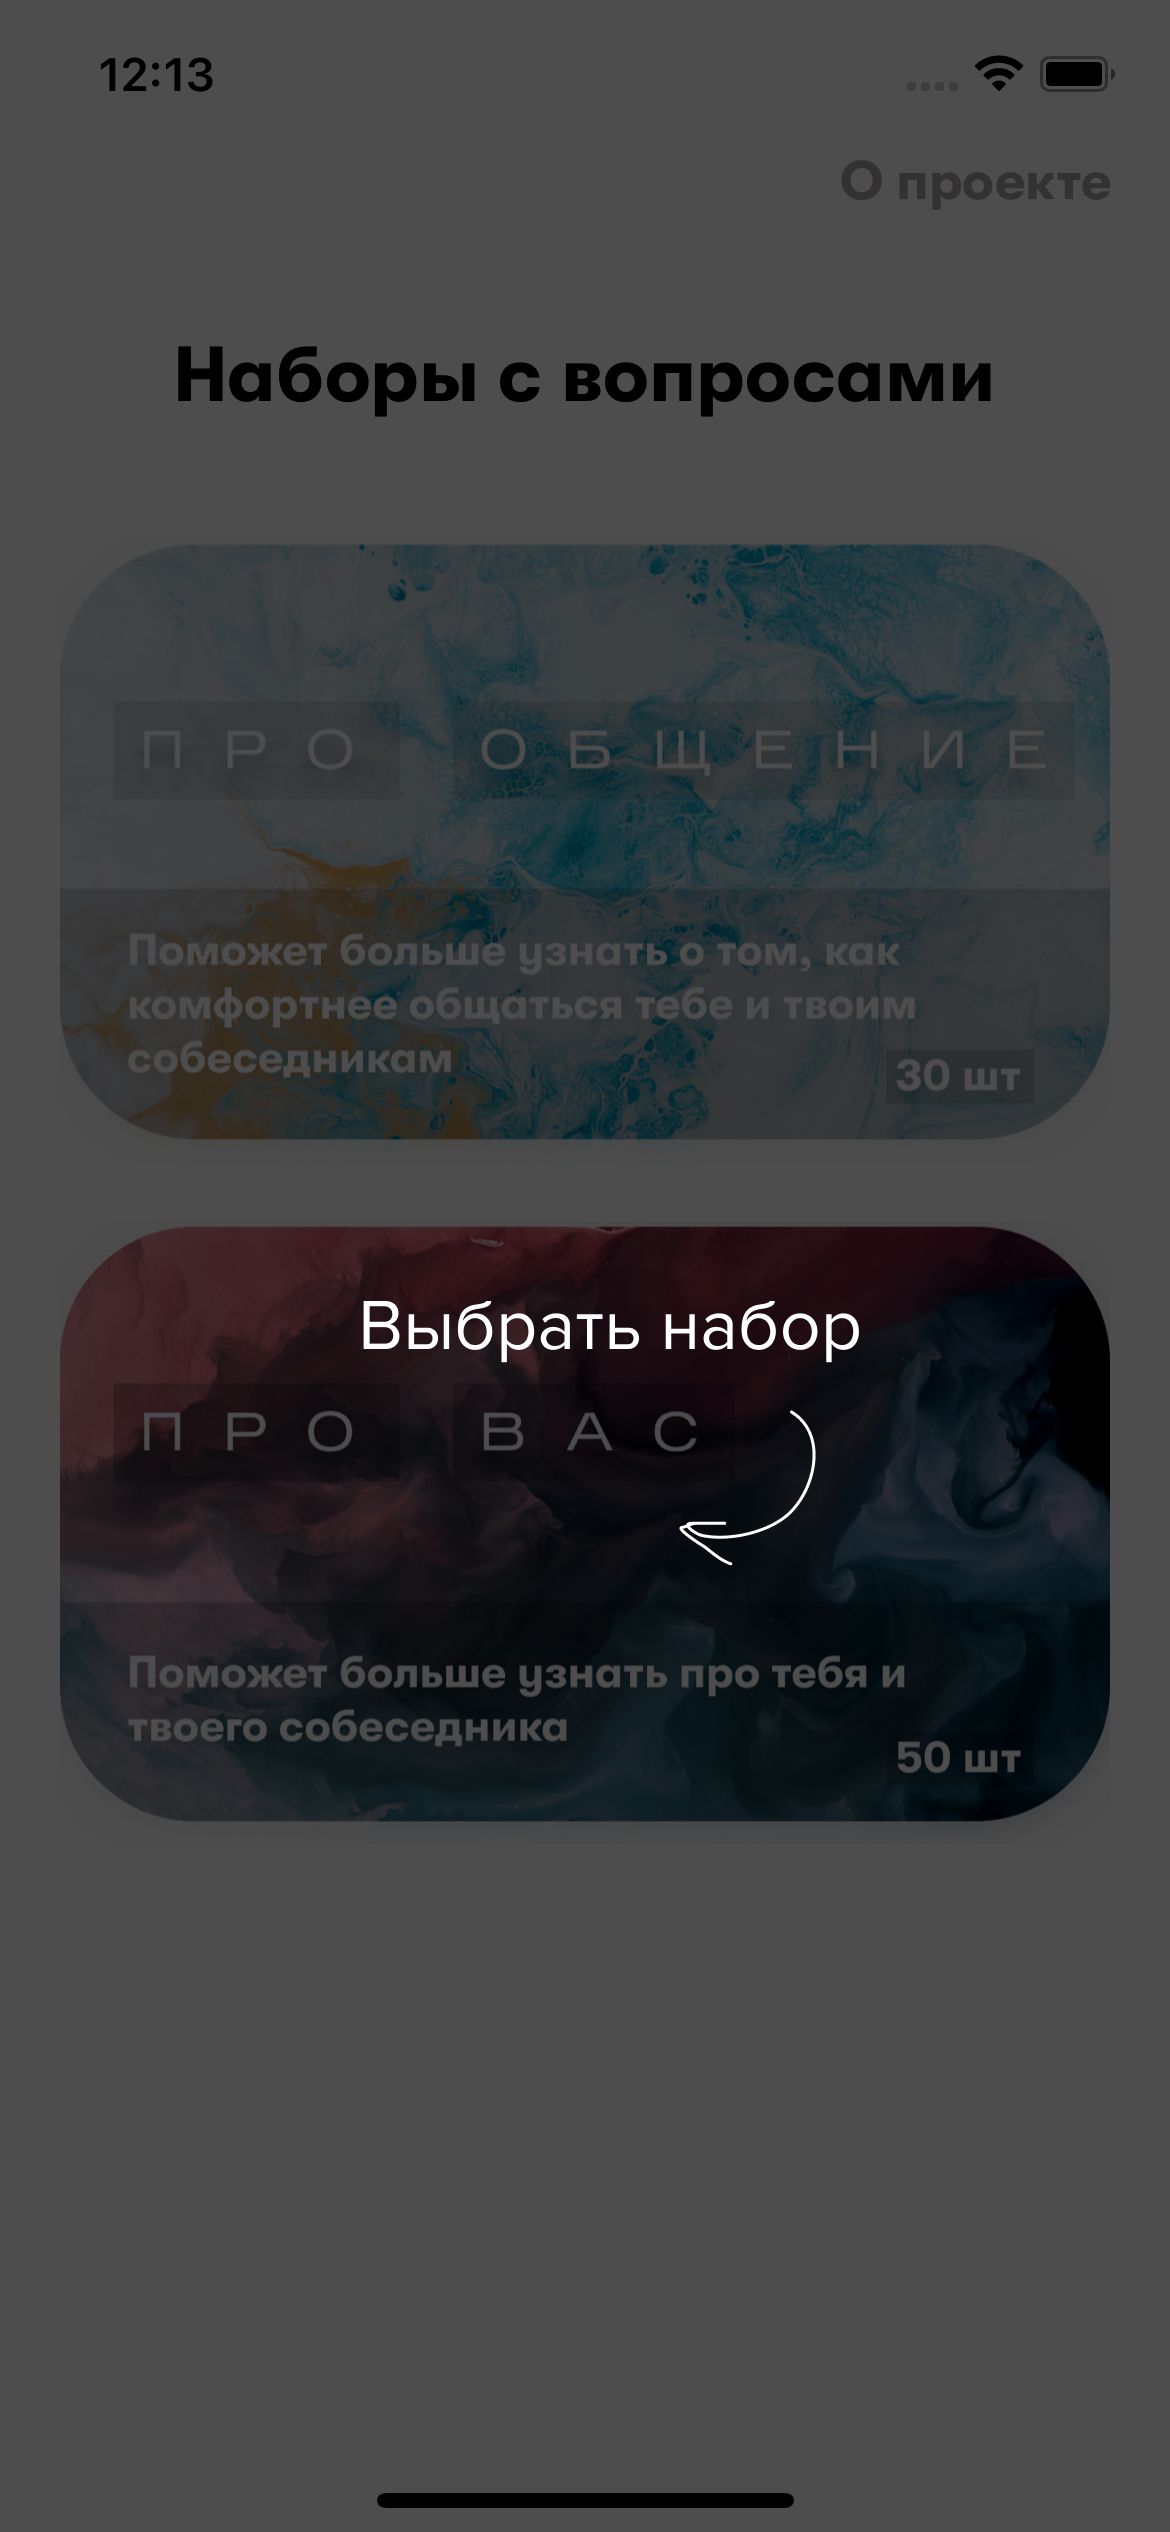 12:13
О проекте
Наборы с вопросами
ПРО ОБЩЕНИЕ
Поможет больше узнать о том, как
комфортнее общаться тебе и твоим
собеседникам
30 шт
Выбрать набор
ПРО ВАС
Поможет больше узнать про тебя и
твоего собеседника
50 шт